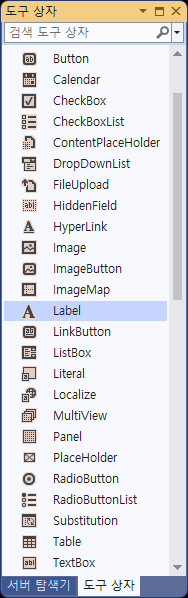 도구 상자
검색 도구 상자
Button
Calendar
CheckBox
CheckBoxList
ContentPlaceHolder
DropDownList
FileUpload
HiddenField
HyperLink
Image
ImageButton
ImageMap
Label
LinkButton
ListBox
Literal
Localize
MultiView
Panel
PlaceHolder
RadioButton
RadioButtonList
Substitution
Table
TextBox
서버 탐색기 도구 상자